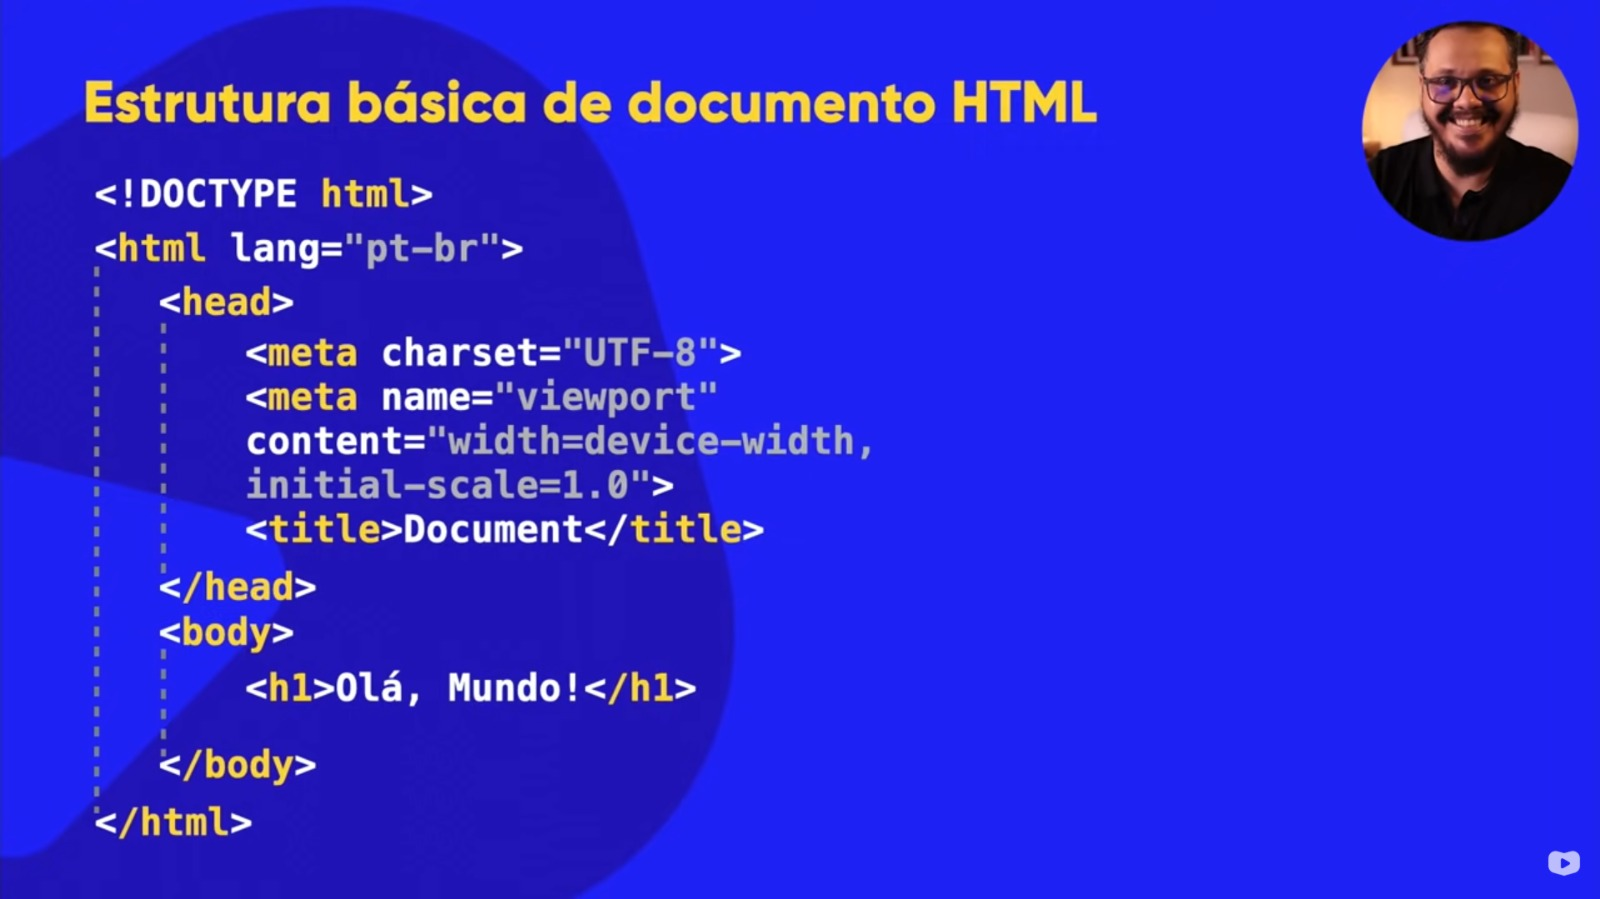 Estrutura básica de documento HTML
<!DOCTYPE html>
<html lang="pt-br">
<head>
<meta charset="UTF-8">
<meta name="viewport"
content="width=device-width,
initial-scale=1.0">
<title>Document</title>
</head>
<body>
<h1>Olá, Mundo!</h1>
</body>
</html>